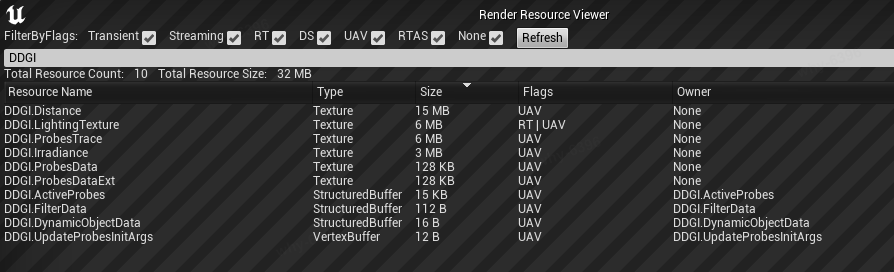 Render Resource Viewer
FilterByFlags: Transient Streaming RT DS UAV RTAS None Refresh
DDGI
Total Resource Count: 10 Total Resource Size: 32 MB
Resource Name Type Size Flags Owner
DDGI.Distance Texture 15 MB UAV None
DDGI.LightingTexture Texture 6 MB RT | UAV None
DDGI.ProbesTrace Texture 6 MB UAV None
DDGI.Irradiance Texture 3 MB UAV None
DDGI.ProbesData Texture 128 KB UAV None
DDGI.ProbesDataExt Texture 128 KB UAV None
DDGI.ActiveProbes StructuredBuffer 15 KB UAV DDGI.ActiveProbes
DDGI.FilterData StructuredBuffer 112 B UAV DDGI.FilterData
DDGI.DynamicObjectData StructuredBuffer 16 B UAV DDGI.DynamicObjectData
DDGI.UpdateProbesInitArgs VertexBuffer 12 B UAV DDGI.UpdateProbesInitArgs